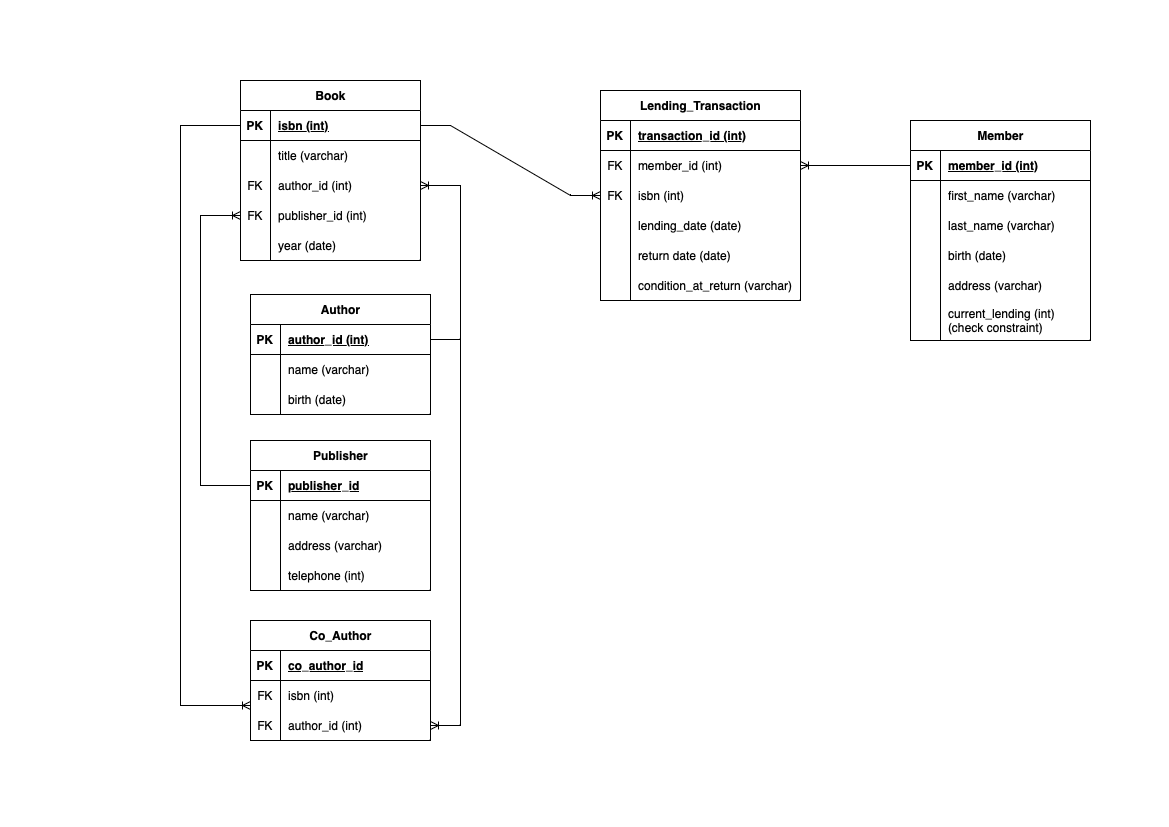 Book
PK isbn (int)
title (varchar)
FK author_id (int)
FK publisher_id (int)
year (date)
Author
PK author_id (int)
name (varchar)
birth (date)
Publisher
PK publisher_id
name (varchar)
address (varchar)
telephone (int)
Co_Author
PK co_author_id
FK isbn (int)
FK author_id (int)
Lending_Transaction
PK transaction_id (int)
FK member_id (int)
FK isbn (int)
lending_date (date)
return date (date)
condition_at_return (varchar)
Member
PK member_id (int)
first_name (varchar)
last_name (varchar)
birth (date)
address (varchar)
current_lending (int)
(check constraint)